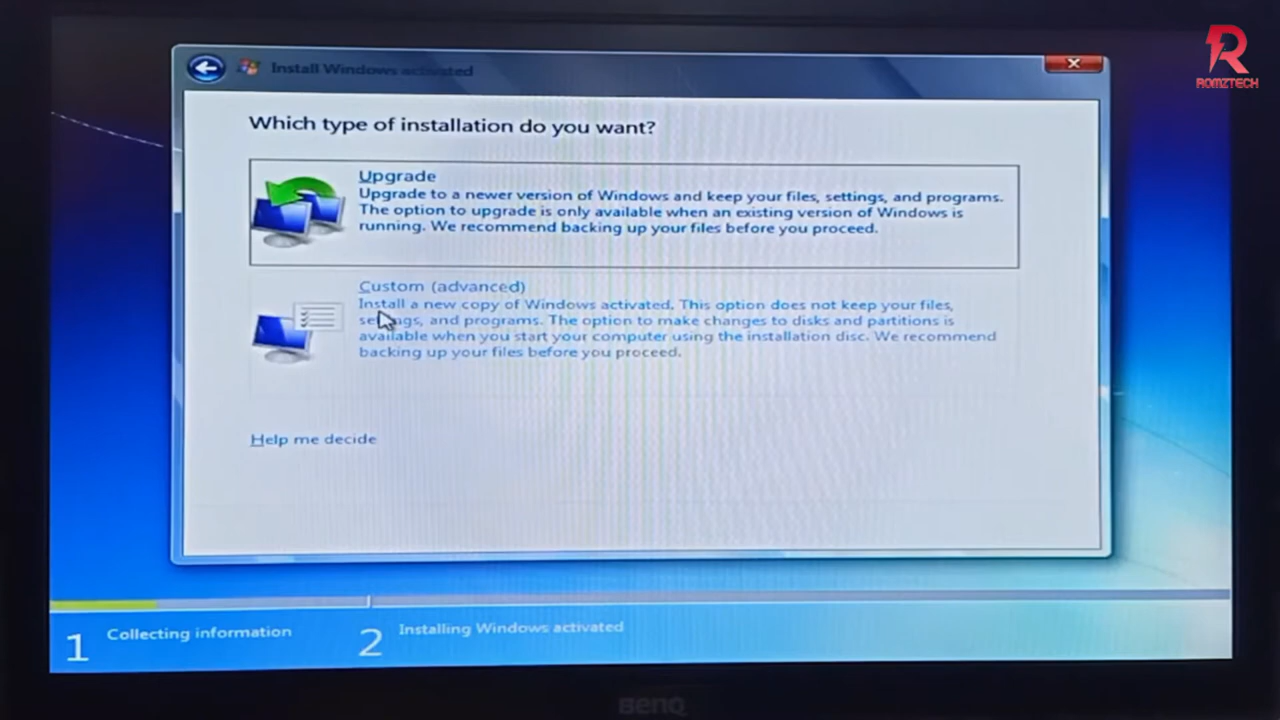 ROMZTECH
Install Windows activated
Which type of installation do you want?
Upgrade
Upgrade to a newer version of Windows and keep your files, settings, and programs.
The option to upgrade is only available when an existing version of Windows is
running. We recommend backing up your files before you proceed.
Custom (advanced)
Install a new copy of Windows activated. This option does not keep your files,
settings, and programs. The option to make changes to disks and partitions is
available when you start your computer using the installation disc. We recommend
backing up your files before you proceed.
Help me decide
1 Collecting information
2 Installing Windows activated
BenQ